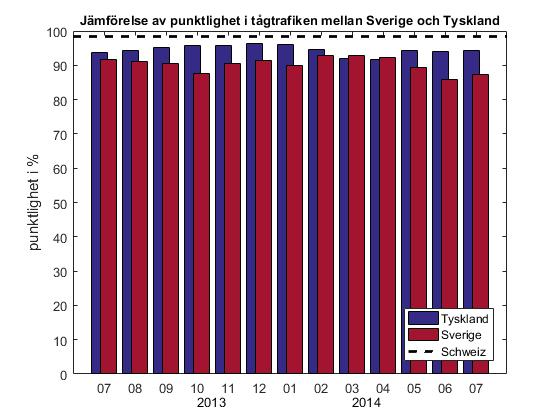 Jämförelse av punktlighet i tågtrafiken mellan Sverige och Tyskland
punktlighet i %
100
90
80
70
60
50
40
30
20
10
0
07 08 09 10 11 12 01 02 03 04 05 06 07
2013 2014
Tyskland
Sverige
Schweiz